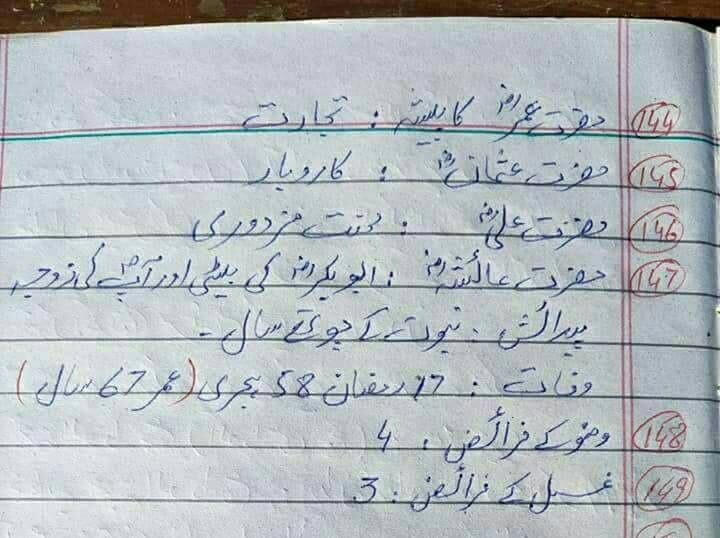 144 حضرت عمرؓ کا پیشہ : تجارت
145 حضرت عثمانؓ : کاروبار
146 حضرت علیؓ : محنت مزدوری
147 حضرت عائشہؓ : ابوبکرؓ کی بیٹی اور آپؐ کی زوجہ
پیدائش : نبوت کے چوتھے سال -
وفات : 17 رمضان 58 ہجری (عمر 67 سال)
148 وضو کے فرائض : 4
149 غسل کے فرائض : 3